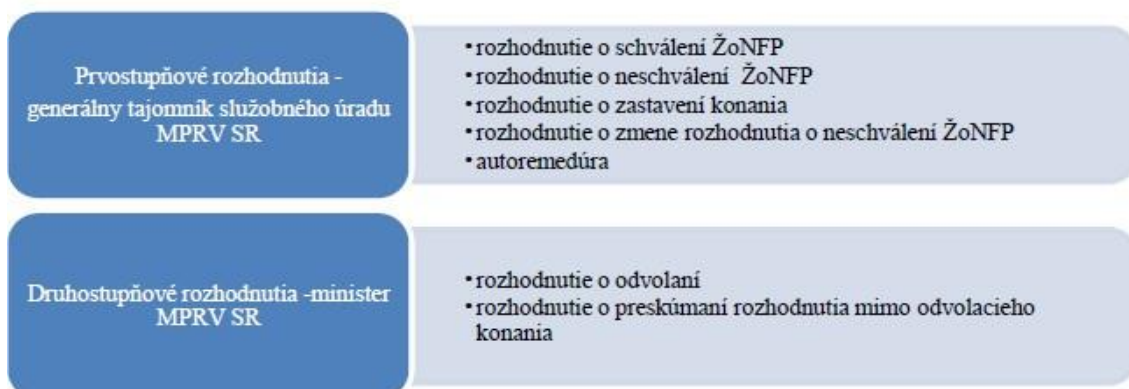 Prvostupňové rozhodnutia -
generálny tajomník služobného úradu
MPRV SR
• rozhodnutie o schválení ŽoNFP
• rozhodnutie o neschválení ŽoNFP
• rozhodnutie o zastavení konania
• rozhodnutie o zmene rozhodnutia o neschválení ŽoNFP
• autoremedúra
Druhostupňové rozhodnutia -minister
MPRV SR
• rozhodnutie o odvolaní
• rozhodnutie o preskúmaní rozhodnutia mimo odvolacieho
konania